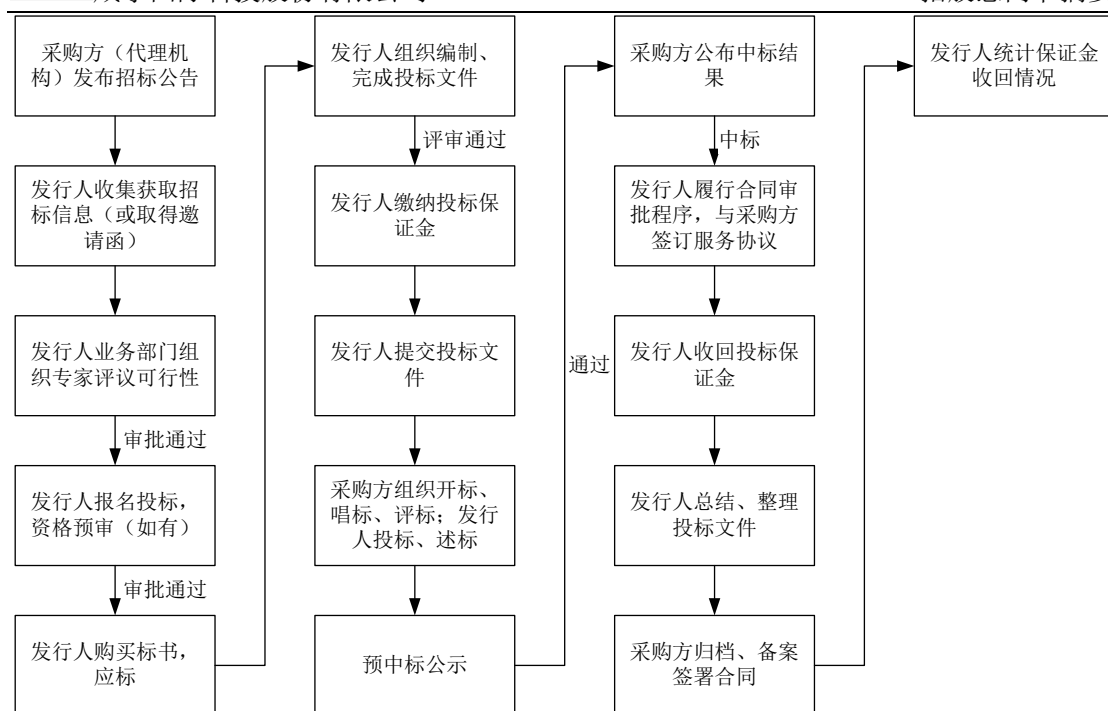 采购方（代理机
构）发布招标公告
发行人收集获取招
标信息（或取得邀
请函）
发行人业务部门组
织专家评议可行性
审批通过
发行人报名投标，
资格预审（如有）
审批通过
发行人购买标书，
应标
发行人组织编制、
完成投标文件
评审通过
发行人缴纳投标保
证金
发行人提交投标文
件
采购方组织开标、
唱标、评标；发行
人投标、述标
预中标公示
通过
采购方公布中标结
果
中标
发行人履行合同审
批程序，与采购方
签订服务协议
发行人收回投标保
证金
发行人总结、整理
投标文件
采购方归档、备案
签署合同
发行人统计保证金
收回情况